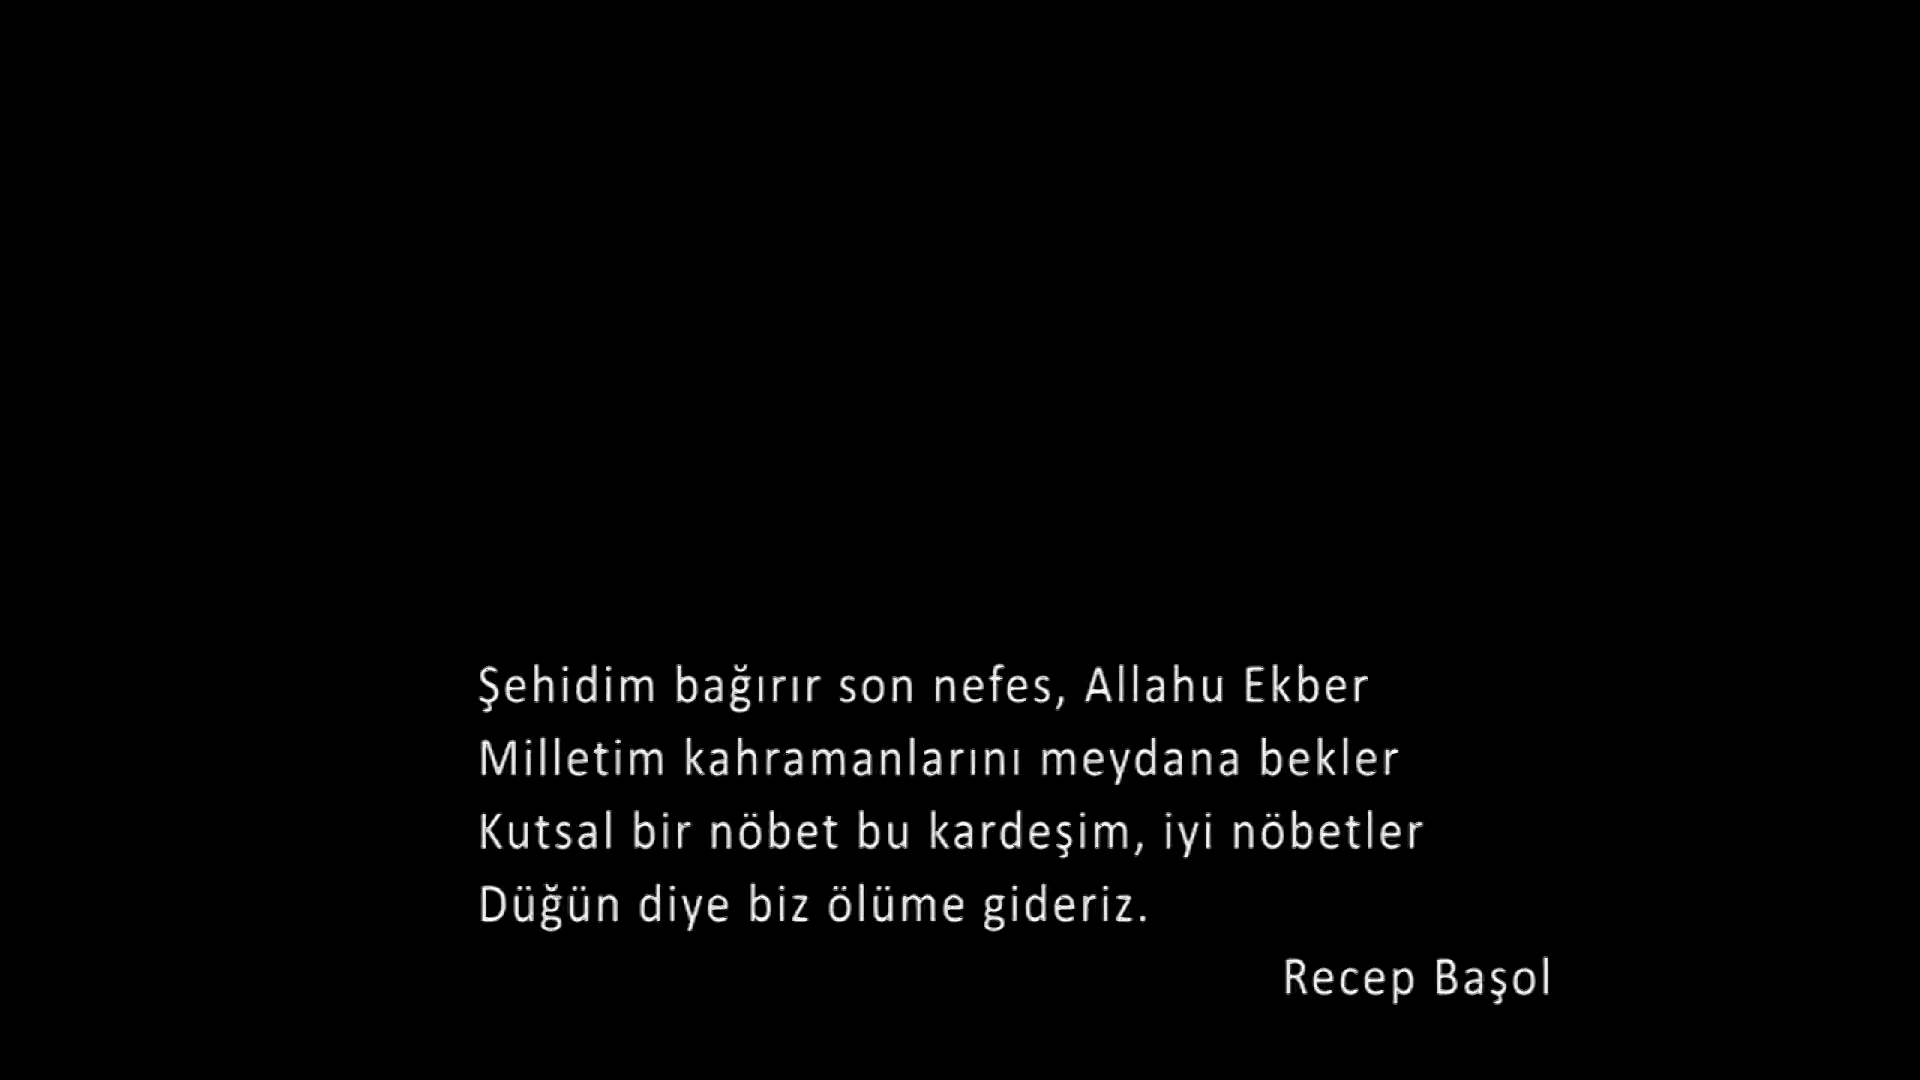 Şehidim bağırır son nefes, Allahu Ekber
Milletim kahramanlarını meydana bekler
Kutsal bir nöbet bu kardeşim, iyi nöbetler
Düğün diye biz ölüme gideriz.
Recep Başol